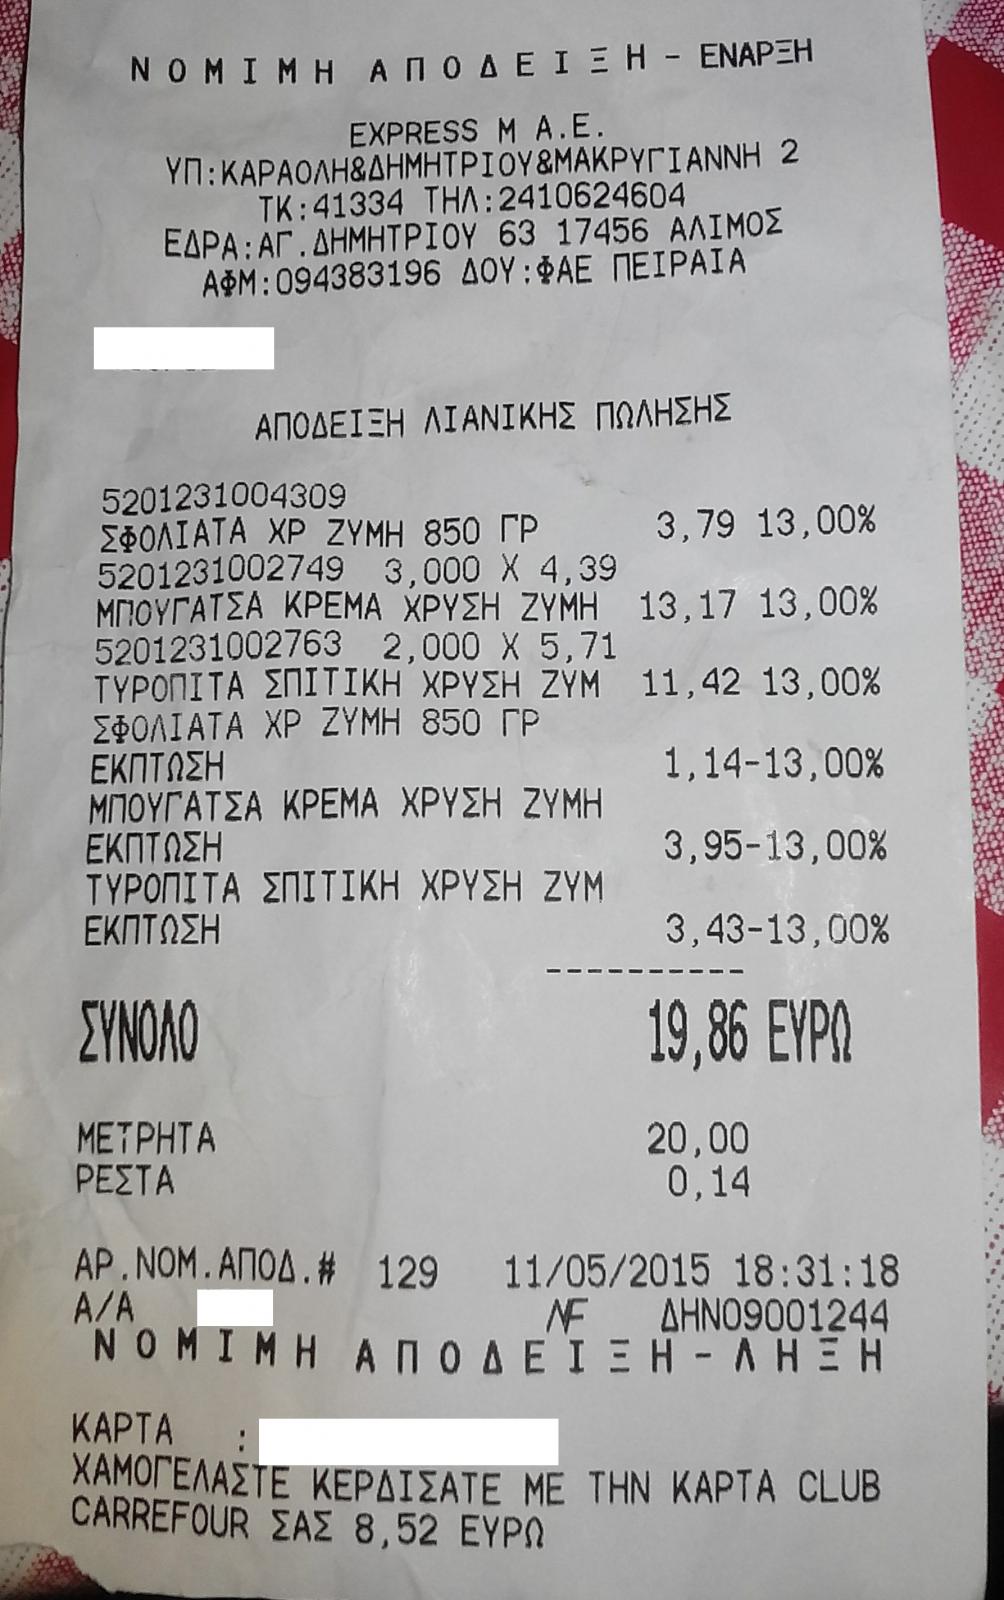 ΝΟΜΙΜΗ ΑΠΟΔΕΙΞΗ - ΕΝΑΡΞΗ
EXPRESS M A.E.
ΥΠ:ΚΑΡΑΟΛΗ&ΔΗΜΗΤΡΙΟΥ&ΜΑΚΡΥΓΙΑΝΝΗ 2
ΤΚ:41334 ΤΗΛ:2410624604
ΕΔΡΑ:ΑΓ.ΔΗΜΗΤΡΙΟΥ 63 17456 ΑΛΙΜΟΣ
ΑΦΜ:094383196 ΔΟΥ:ΦΑΕ ΠΕΙΡΑΙΑ
ΑΠΟΔΕΙΞΗ ΛΙΑΝΙΚΗΣ ΠΩΛΗΣΗΣ
5201231004309
ΣΦΟΛΙΑΤΑ ΧΡ ΖΥΜΗ 850 ΓΡ 3,79 13,00%
5201231002749 3,000 X 4,39
ΜΠΟΥΓΑΤΣΑ ΚΡΕΜΑ ΧΡΥΣΗ ΖΥΜΗ 13,17 13,00%
5201231002763 2,000 X 5,71
ΤΥΡΟΠΙΤΑ ΣΠΙΤΙΚΗ ΧΡΥΣΗ ΖΥΜ 11,42 13,00%
ΣΦΟΛΙΑΤΑ ΧΡ ΖΥΜΗ 850 ΓΡ
ΕΚΠΤΩΣΗ 1,14-13,00%
ΜΠΟΥΓΑΤΣΑ ΚΡΕΜΑ ΧΡΥΣΗ ΖΥΜΗ
ΕΚΠΤΩΣΗ 3,95-13,00%
ΤΥΡΟΠΙΤΑ ΣΠΙΤΙΚΗ ΧΡΥΣΗ ΖΥΜ
ΕΚΠΤΩΣΗ 3,43-13,00%
----------
ΣΥΝΟΛΟ 19,86 ΕΥΡΩ
ΜΕΤΡΗΤΑ 20,00
ΡΕΣΤΑ 0,14
ΑΡ.ΝΟΜ.ΑΠΟΔ.# 129 11/05/2015 18:31:18
Α/Α NF ΔΗΝ09001244
ΝΟΜΙΜΗ ΑΠΟΔΕΙΞΗ - ΛΗΞΗ
ΚΑΡΤΑ :
ΧΑΜΟΓΕΛΑΣΤΕ ΚΕΡΔΙΣΑΤΕ ΜΕ ΤΗΝ ΚΑΡΤΑ CLUB
CARREFOUR ΣΑΣ 8,52 ΕΥΡΩ